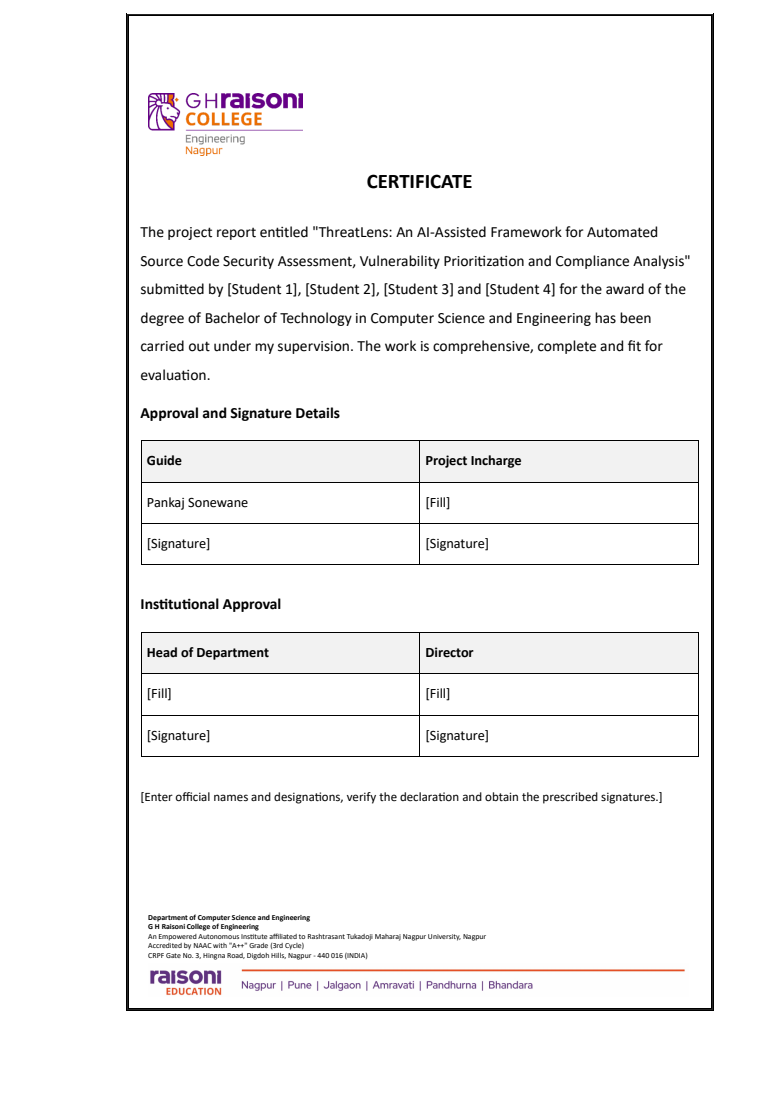 GHraisoni
COLLEGE
Engineering
Nagpur
CERTIFICATE
The project report entitled "ThreatLens: An AI-Assisted Framework for Automated
Source Code Security Assessment, Vulnerability Prioritization and Compliance Analysis"
submitted by [Student 1], [Student 2], [Student 3] and [Student 4] for the award of the
degree of Bachelor of Technology in Computer Science and Engineering has been
carried out under my supervision. The work is comprehensive, complete and fit for
evaluation.
Approval and Signature Details
Guide Project Incharge
Pankaj Sonewane [Fill]
[Signature] [Signature]
Institutional Approval
Head of Department Director
[Fill] [Fill]
[Signature] [Signature]
[Enter official names and designations, verify the declaration and obtain the prescribed signatures.]
Department of Computer Science and Engineering
G H Raisoni College of Engineering
An Empowered Autonomous Institute affiliated to Rashtrasant Tukadoji Maharaj Nagpur University, Nagpur
Accredited by NAAC with "A++" Grade (3rd Cycle)
CRPF Gate No. 3, Hingna Road, Digdoh Hills, Nagpur - 440 016 (INDIA)
raisoni
EDUCATION
Nagpur | Pune | Jalgaon | Amravati | Pandhurna | Bhandara